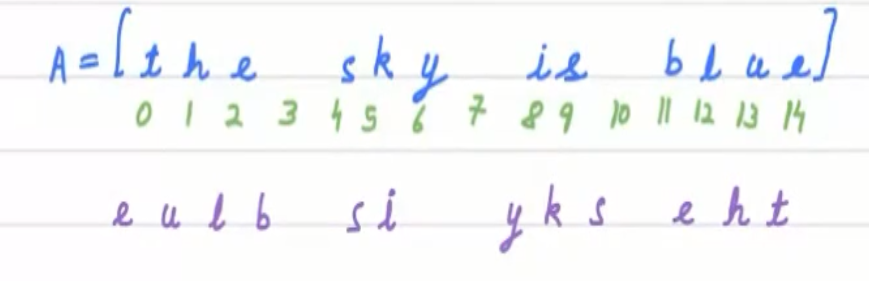 A = [ t h e s k y i s b l u e ]
0 1 2 3 4 5 6 7 8 9 10 11 12 13 14
e u l b s i y k s e h t